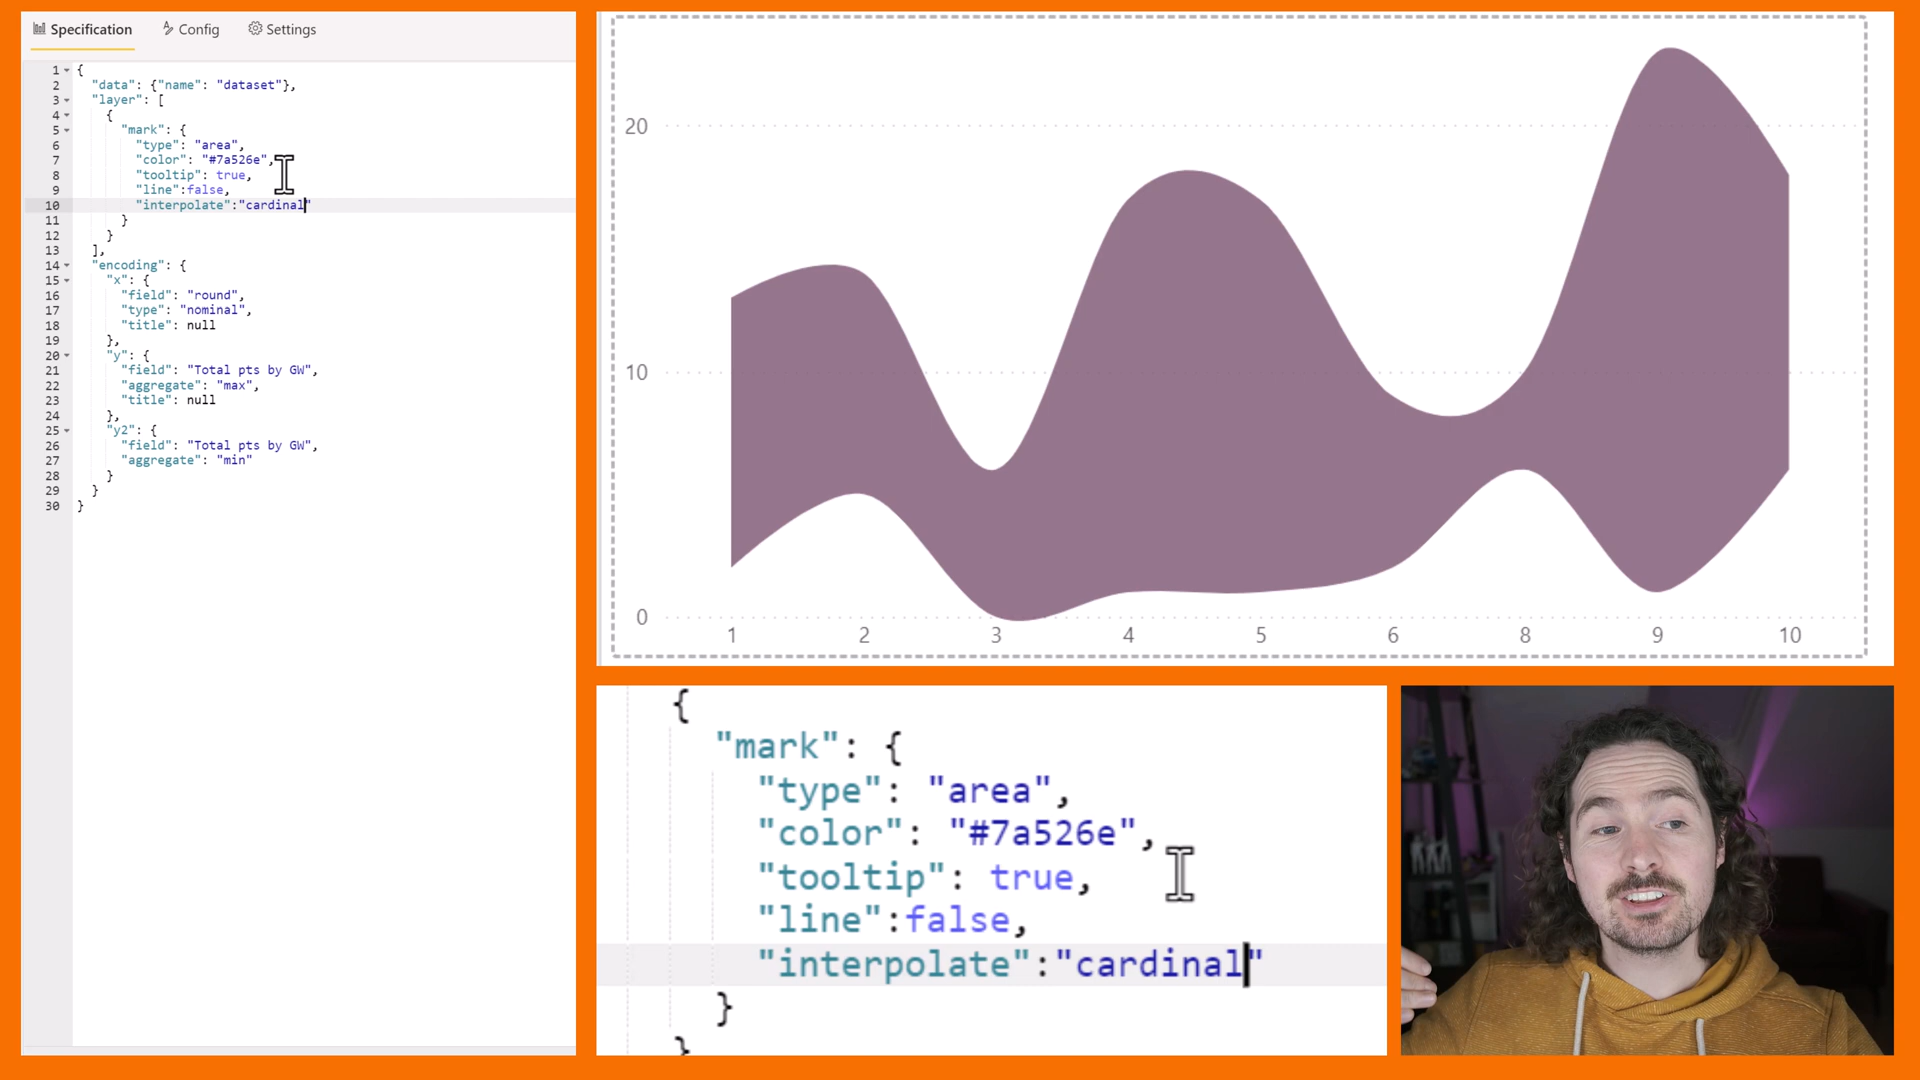 Specification Config Settings
1 {
2 "data": {"name": "dataset"},
3 "layer": [
4 {
5 "mark": {
6 "type": "area",
7 "color": "#7a526e",
8 "tooltip": true,
9 "line":false,
10 "interpolate":"cardinal"
11 }
12 }
13 ],
14 "encoding": {
15 "x": {
16 "field": "round",
17 "type": "nominal",
18 "title": null
19 },
20 "y": {
21 "field": "Total pts by GW",
22 "aggregate": "max",
23 "title": null
24 },
25 "y2": {
26 "field": "Total pts by GW",
27 "aggregate": "min"
28 }
29 }
30 }
20
10
0
1 2 3 4 5 6 8 9 10
{
"mark": {
"type": "area",
"color": "#7a526e",
"tooltip": true,
"line":false,
"interpolate":"cardinal"
}
}